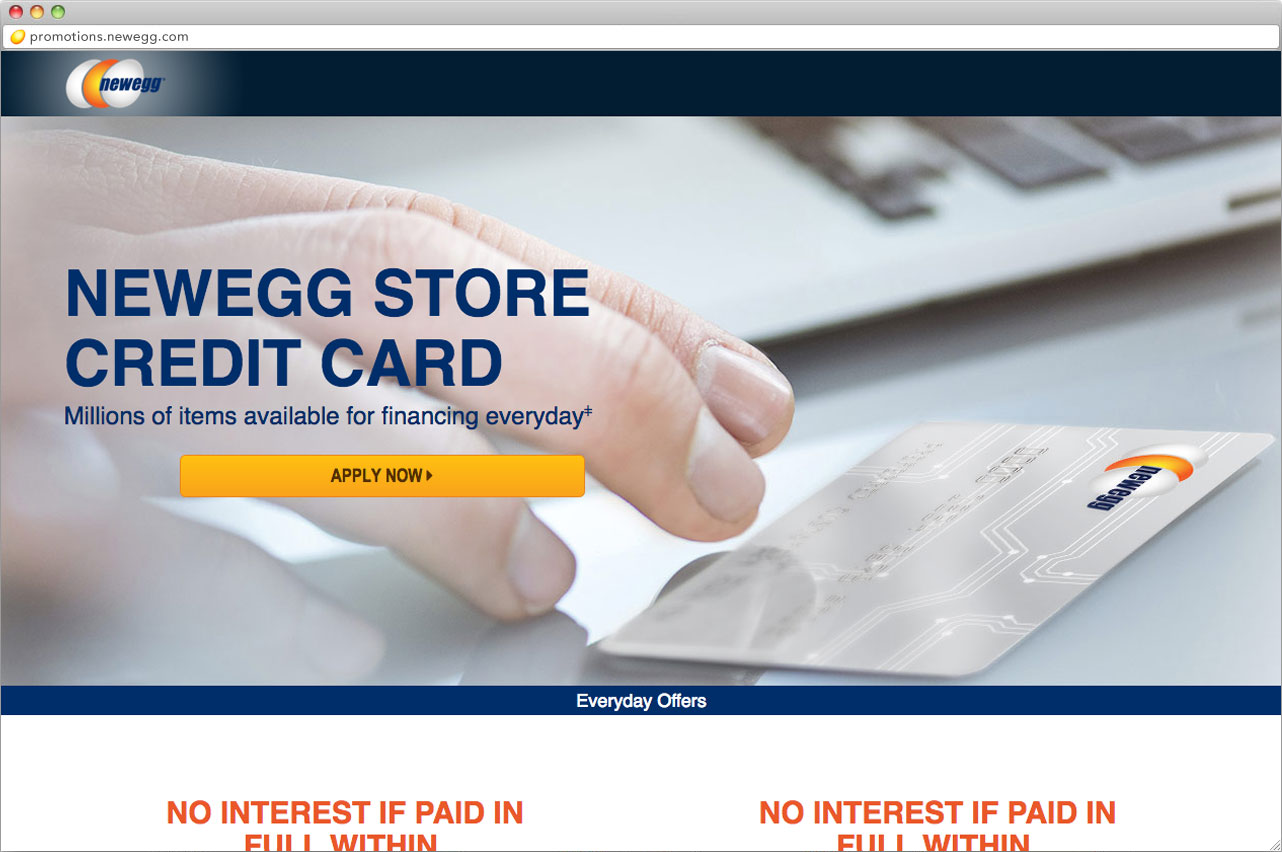 promotions.newegg.com
newegg
NEWEGG STORE
CREDIT CARD
Millions of items available for financing everyday‡
APPLY NOW
newegg
Everyday Offers
NO INTEREST IF PAID IN
FULL WITHIN
NO INTEREST IF PAID IN
FULL WITHIN